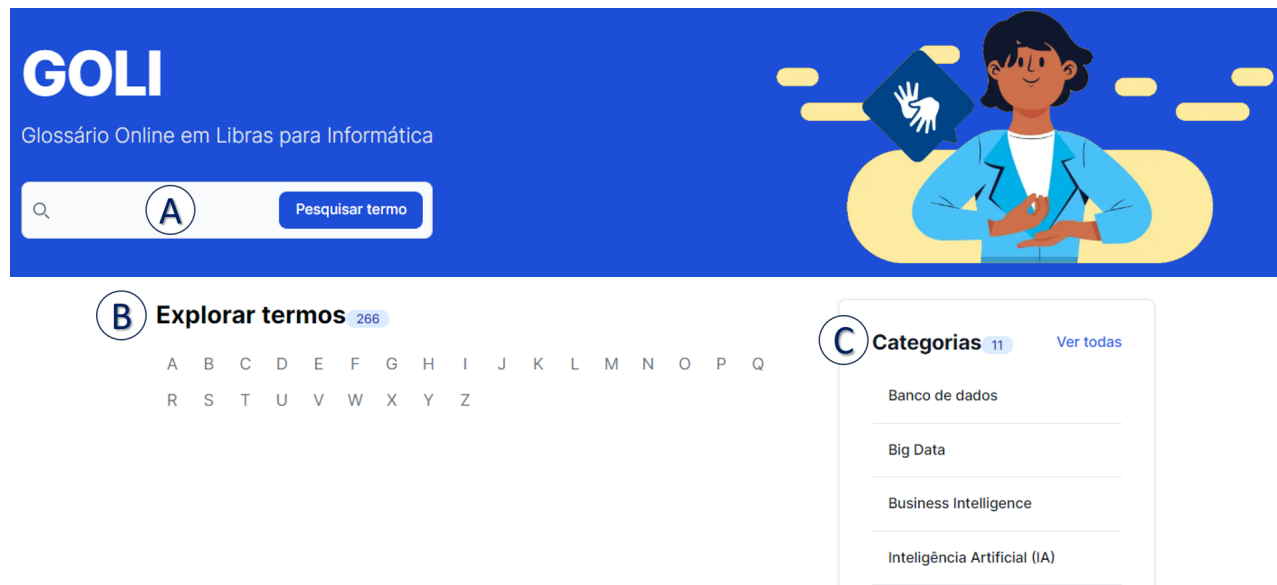 GOLI
Glossário Online em Libras para Informática
A
Pesquisar termo
B Explorar termos 266
A B C D E F G H I J K L M N O P Q
R S T U V W X Y Z
C Categorias 11 Ver todas
Banco de dados
Big Data
Business Intelligence
Inteligência Artificial (IA)